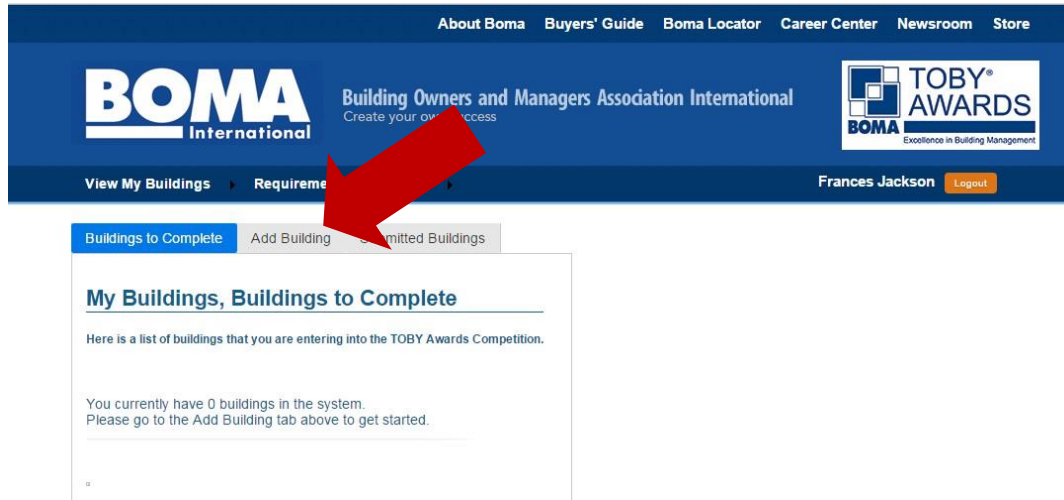 About Boma Buyers' Guide Boma Locator Career Center Newsroom Store
BOMA
International
Building Owners and Managers Association International
Create your own
TOBY®
AWARDS
BOMA
Excellence in Building Management
View My Buildings
Frances Jackson Logout
Buildings to Complete Add Building Buildings
My Buildings, Buildings to Complete
Here is a list of buildings that you are entering into the TOBY Awards Competition.
You currently have 0 buildings in the system.
Please go to the Add Building tab above to get started.